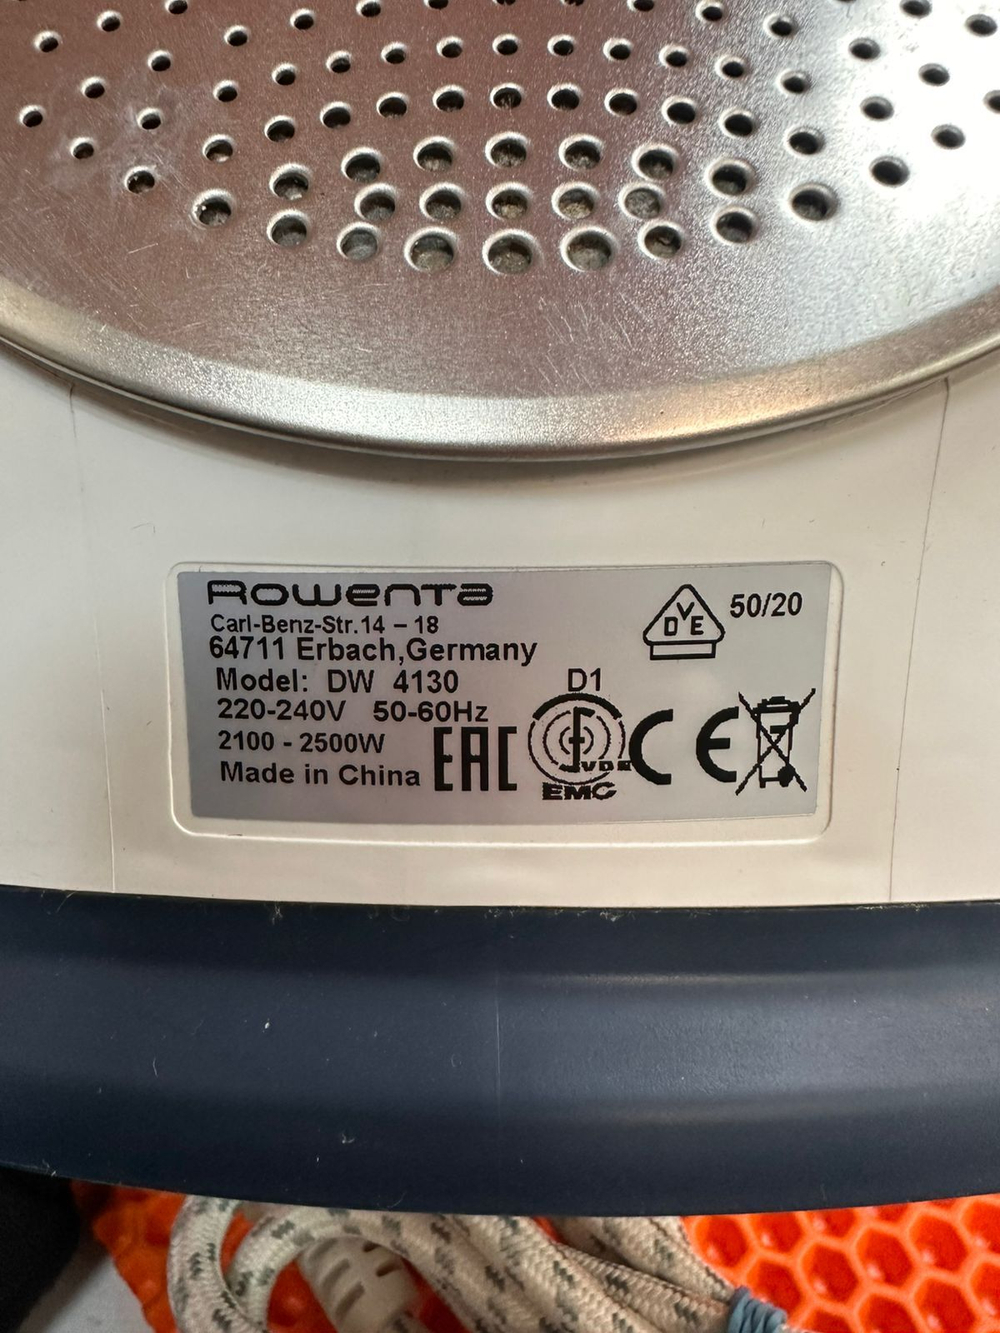 Rowenta
Carl-Benz-Str.14 – 18
64711 Erbach,Germany
Model: DW 4130
220-240V 50-60Hz
2100 - 2500W
Made in China
EAC
D1
VDE
EMC
CE
VDE
50/20